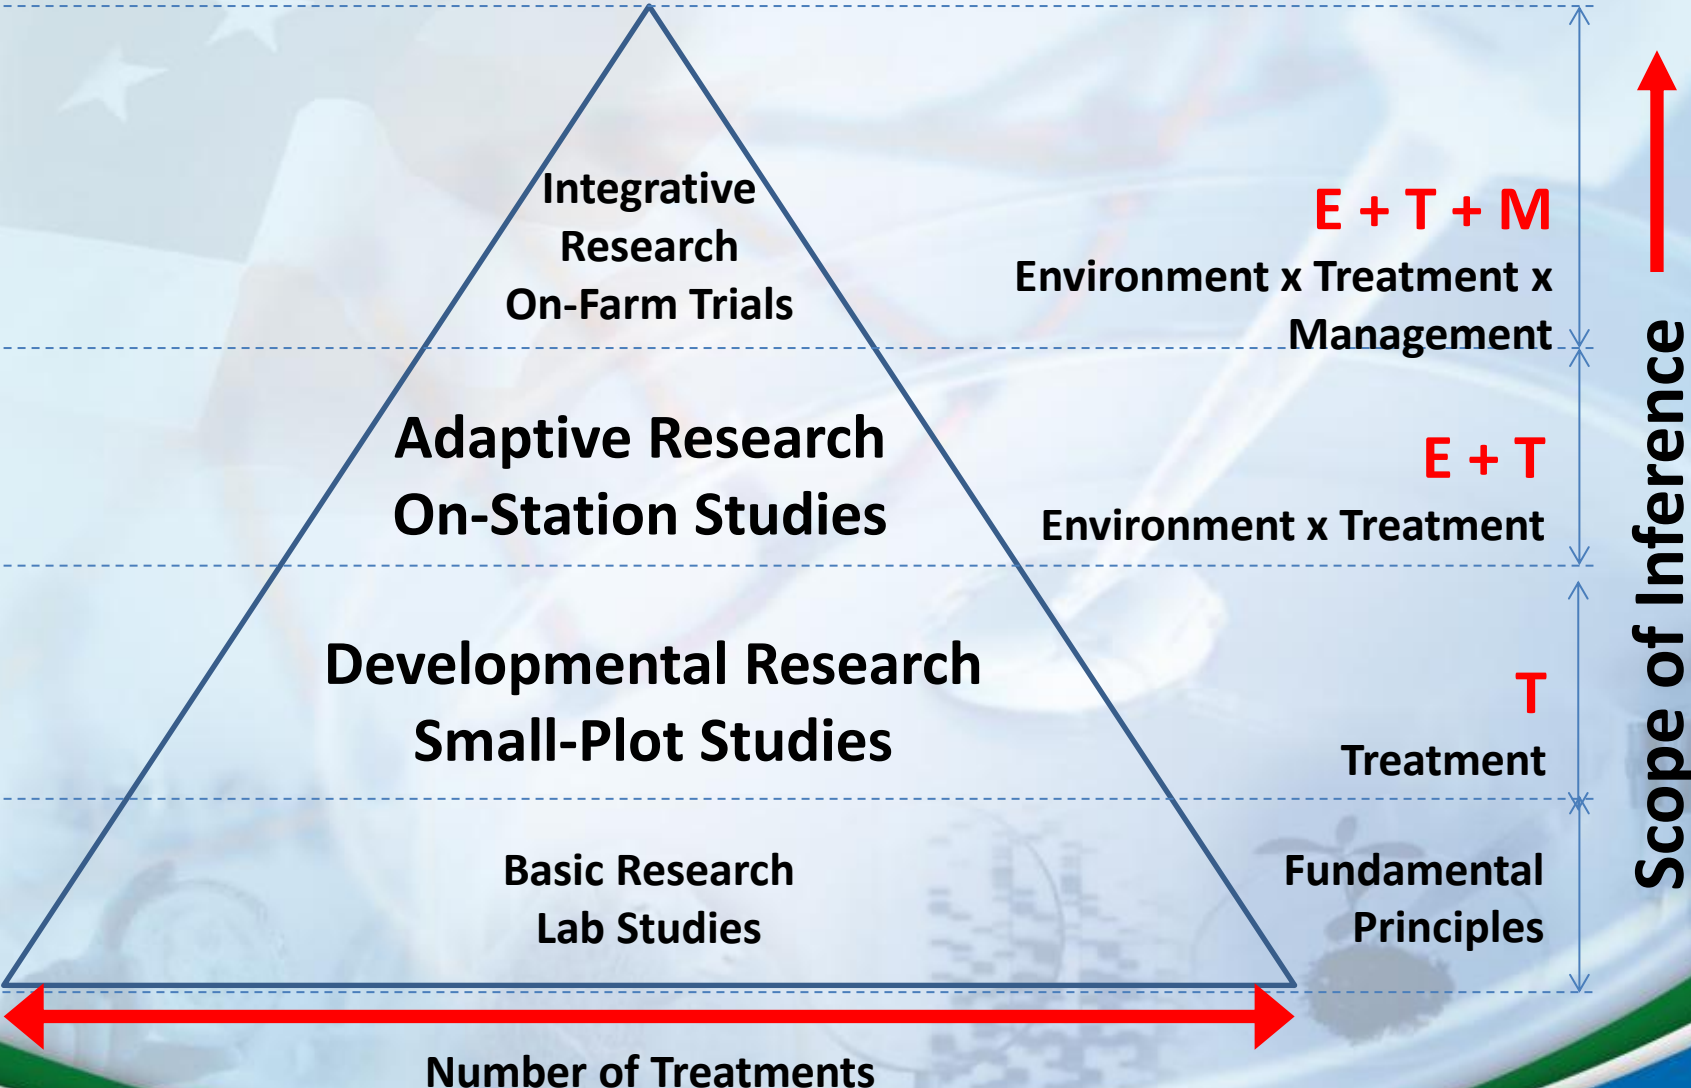 Integrative
Research
On-Farm Trials
E + T + M
Environment x Treatment x
Management
Adaptive Research
On-Station Studies
E + T
Environment x Treatment
Developmental Research
Small-Plot Studies
T
Treatment
Basic Research
Lab Studies
Fundamental
Principles
Number of Treatments
Scope of Inference